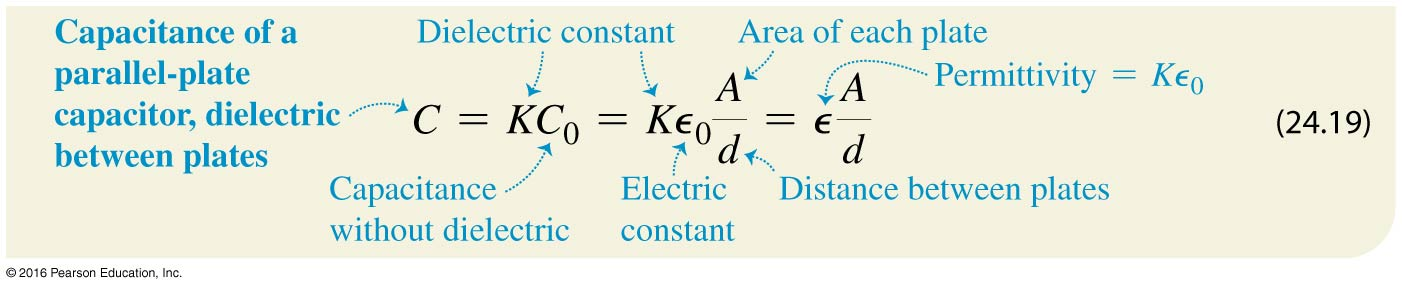 Capacitance of a
parallel-plate
capacitor, dielectric
between plates
Dielectric constant
Area of each plate
Permittivity = Kϵ₀
C = KC₀ = Kϵ₀ A/d = ϵ A/d
(24.19)
Capacitance
without dielectric
Electric
constant
Distance between plates
© 2016 Pearson Education, Inc.